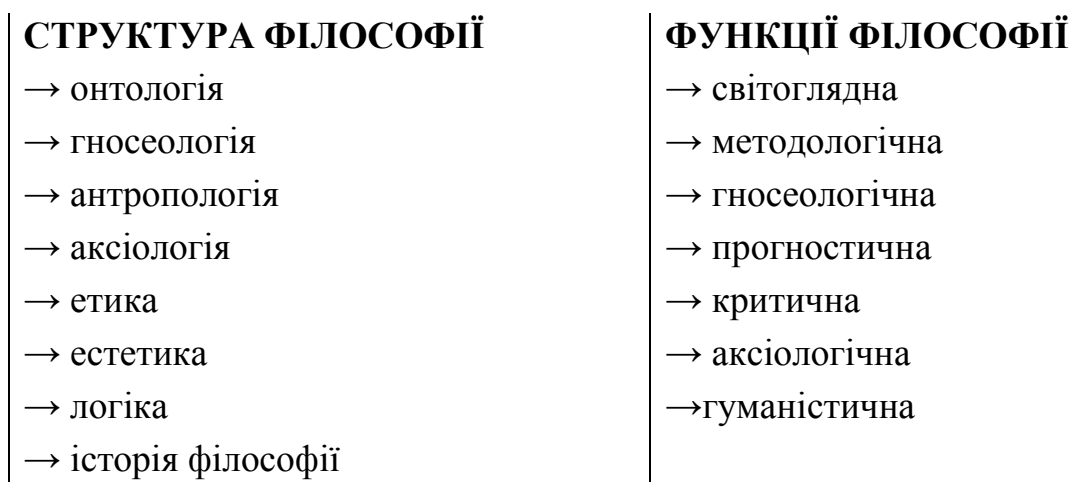 СТРУКТУРА ФІЛОСОФІЇ
→ онтологія
→ гносеологія
→ антропологія
→ аксіологія
→ етика
→ естетика
→ логіка
→ історія філософії
ФУНКЦІЇ ФІЛОСОФІЇ
→ світоглядна
→ методологічна
→ гносеологічна
→ прогностична
→ критична
→ аксіологічна
→гуманістична